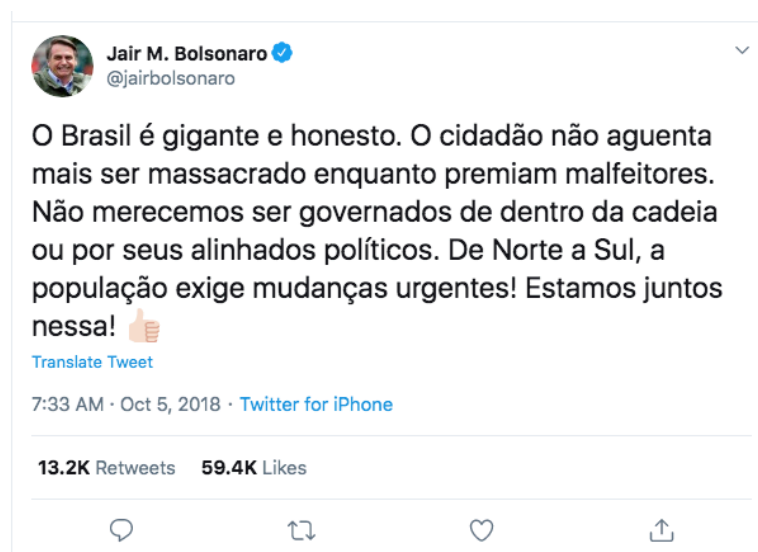 Jair M. Bolsonaro
@jairbolsonaro
O Brasil é gigante e honesto. O cidadão não aguenta
mais ser massacrado enquanto premiam malfeitores.
Não merecemos ser governados de dentro da cadeia
ou por seus alinhados políticos. De Norte a Sul, a
população exige mudanças urgentes! Estamos juntos
nessa! 👍🏻
Translate Tweet
7:33 AM · Oct 5, 2018 · Twitter for iPhone
13.2K Retweets 59.4K Likes